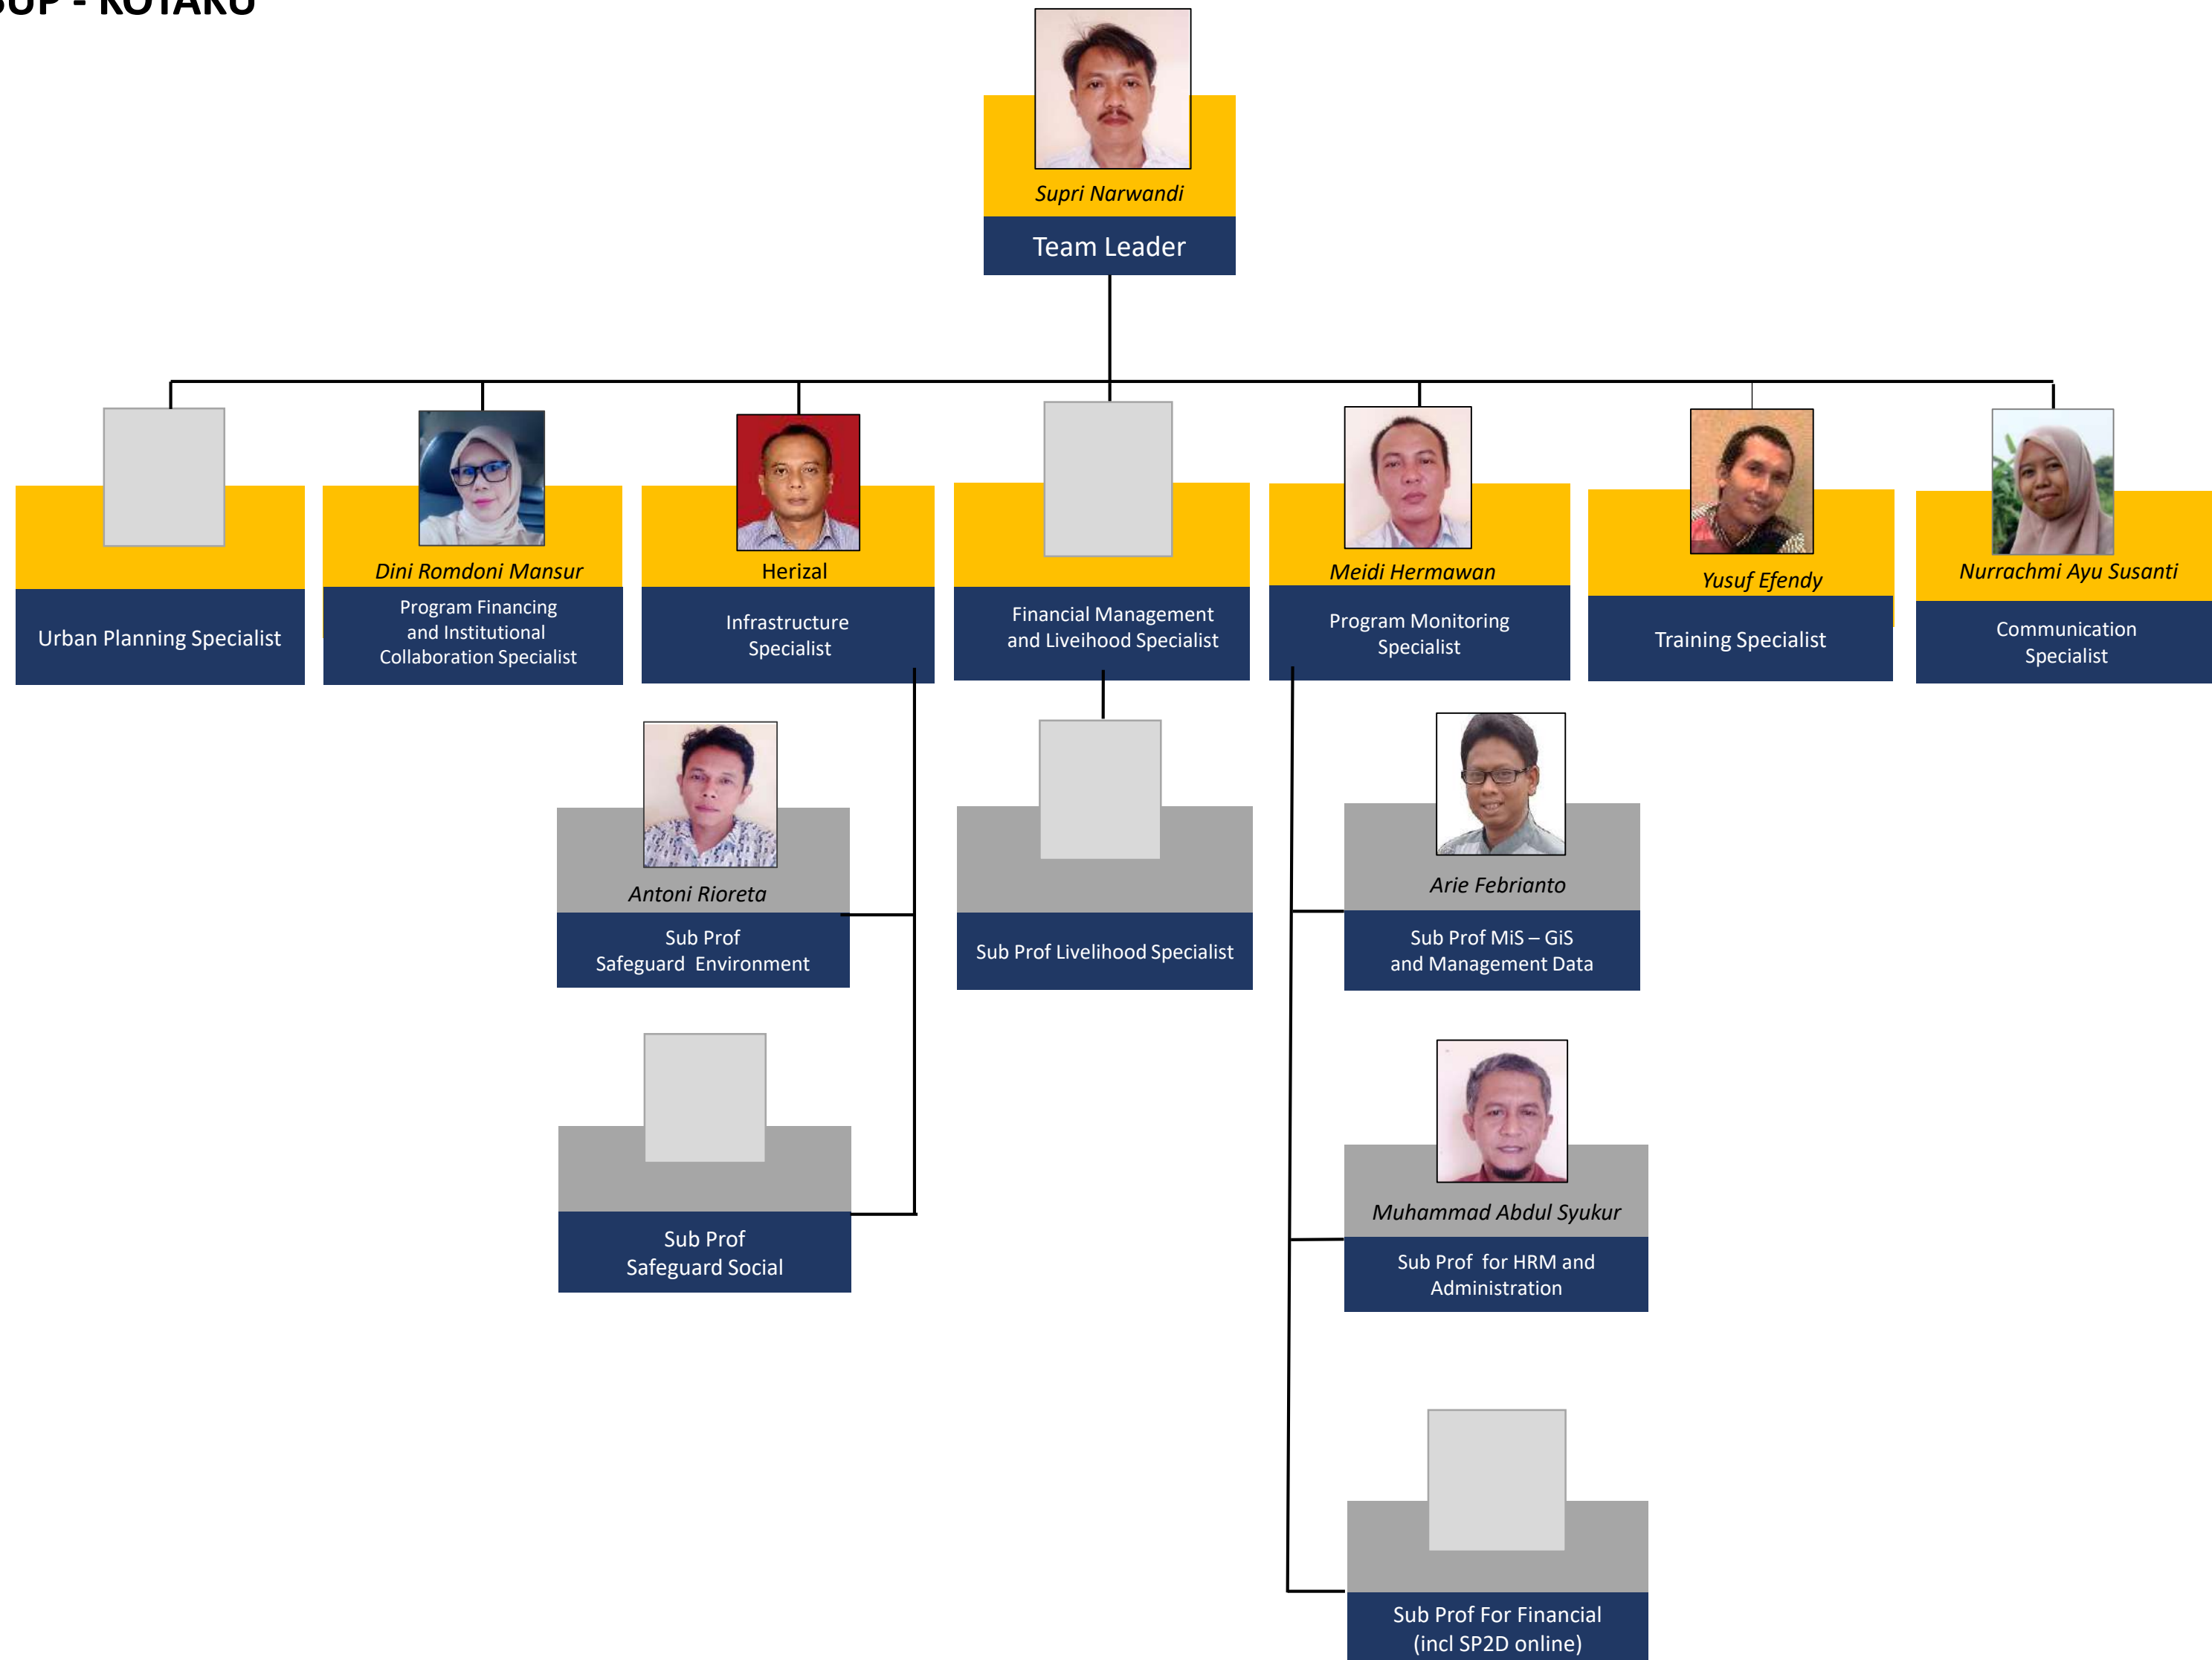 - KOTAKU
Supri Narwandi
Team Leader
Urban Planning Specialist
Dini Romdoni Mansur
Program Financing
and Institutional
Collaboration Specialist
Herizal
Infrastructure
Specialist
Financial Management
and Liveihood Specialist
Meidi Hermawan
Program Monitoring
Specialist
Yusuf Efendy
Training Specialist
Nurrachmi Ayu Susanti
Communication
Specialist
Antoni Rioreta
Sub Prof
Safeguard Environment
Sub Prof
Safeguard Social
Sub Prof Livelihood Specialist
Arie Febrianto
Sub Prof MiS – GiS
and Management Data
Muhammad Abdul Syukur
Sub Prof for HRM and
Administration
Sub Prof For Financial
(incl SP2D online)